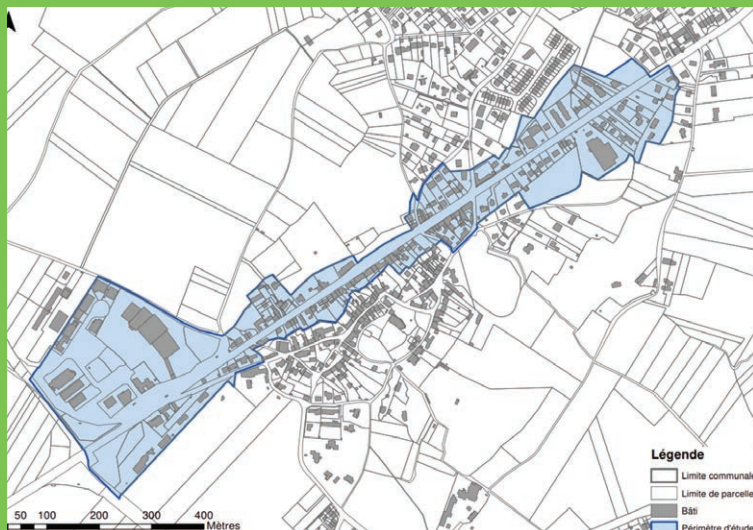 Légende
Limite communale
Limite de parcelle
Bâti
Périmètre d'étude
50 100 200 300 400
Mètres